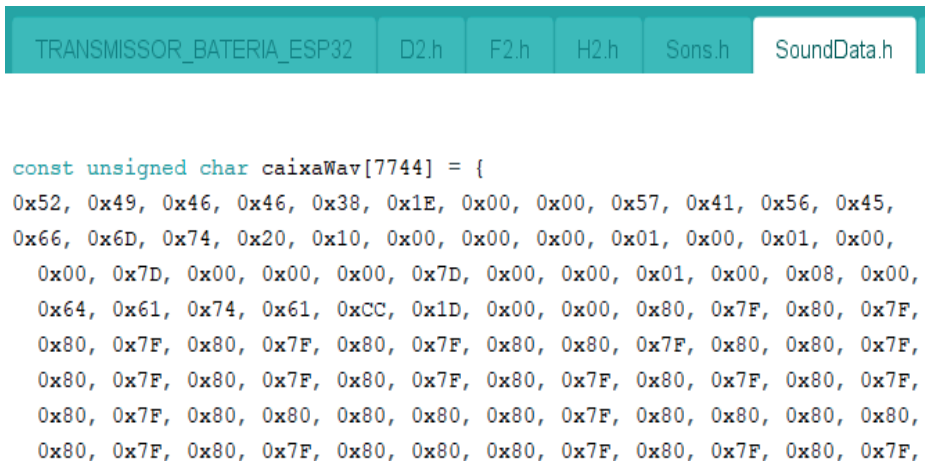 TRANSMISSOR_BATERIA_ESP32 D2.h F2.h H2.h Sons.h SoundData.h
const unsigned char caixaWav[7744] = {
0x52, 0x49, 0x46, 0x46, 0x38, 0x1E, 0x00, 0x00, 0x57, 0x41, 0x56, 0x45,
0x66, 0x6D, 0x74, 0x20, 0x10, 0x00, 0x00, 0x00, 0x01, 0x00, 0x01, 0x00,
0x00, 0x7D, 0x00, 0x00, 0x00, 0x7D, 0x00, 0x00, 0x01, 0x00, 0x08, 0x00,
0x64, 0x61, 0x74, 0x61, 0xCC, 0x1D, 0x00, 0x00, 0x80, 0x7F, 0x80, 0x7F,
0x80, 0x7F, 0x80, 0x7F, 0x80, 0x7F, 0x80, 0x80, 0x7F, 0x80, 0x80, 0x7F,
0x80, 0x7F, 0x80, 0x7F, 0x80, 0x7F, 0x80, 0x7F, 0x80, 0x7F, 0x80, 0x7F,
0x80, 0x7F, 0x80, 0x80, 0x80, 0x80, 0x80, 0x7F, 0x80, 0x80, 0x80, 0x80,
0x80, 0x7F, 0x80, 0x7F, 0x80, 0x80, 0x80, 0x7F, 0x80, 0x7F, 0x80, 0x7F,